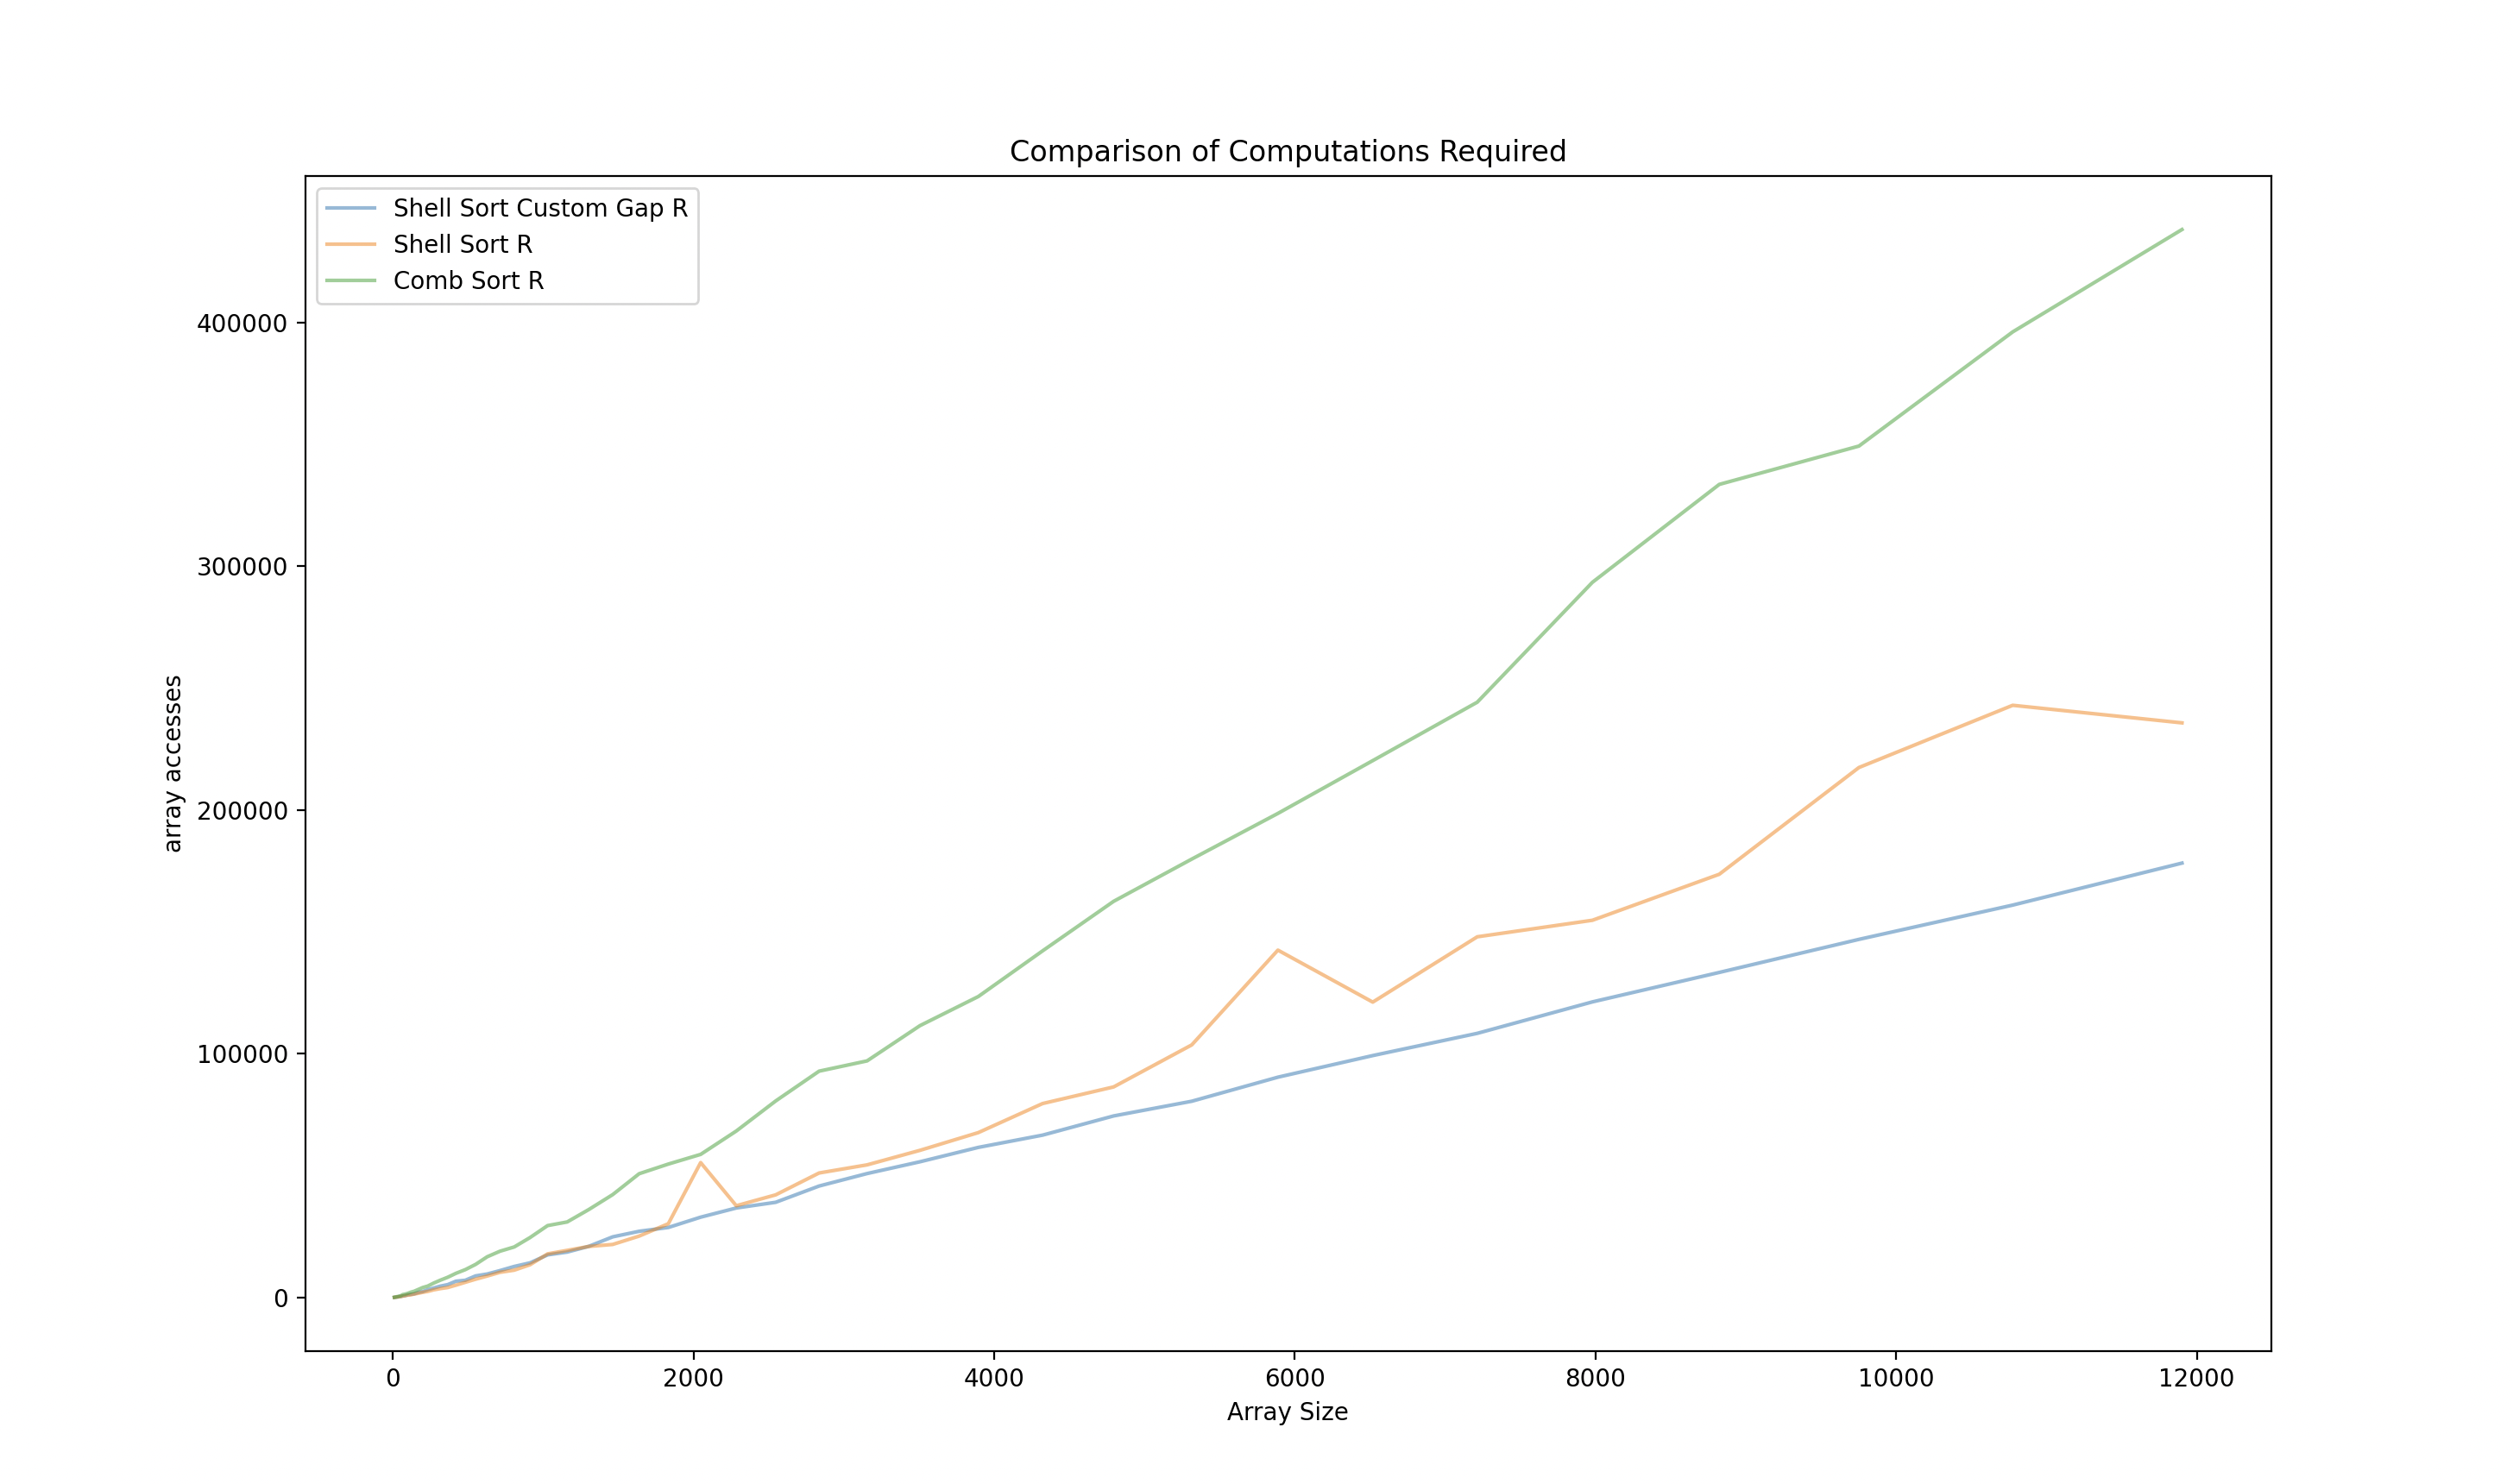 Comparison of Computations Required
Shell Sort Custom Gap R
Shell Sort R
Comb Sort R
400000
300000
200000
100000
0
array accesses
0 2000 4000 6000 8000 10000 12000
Array Size